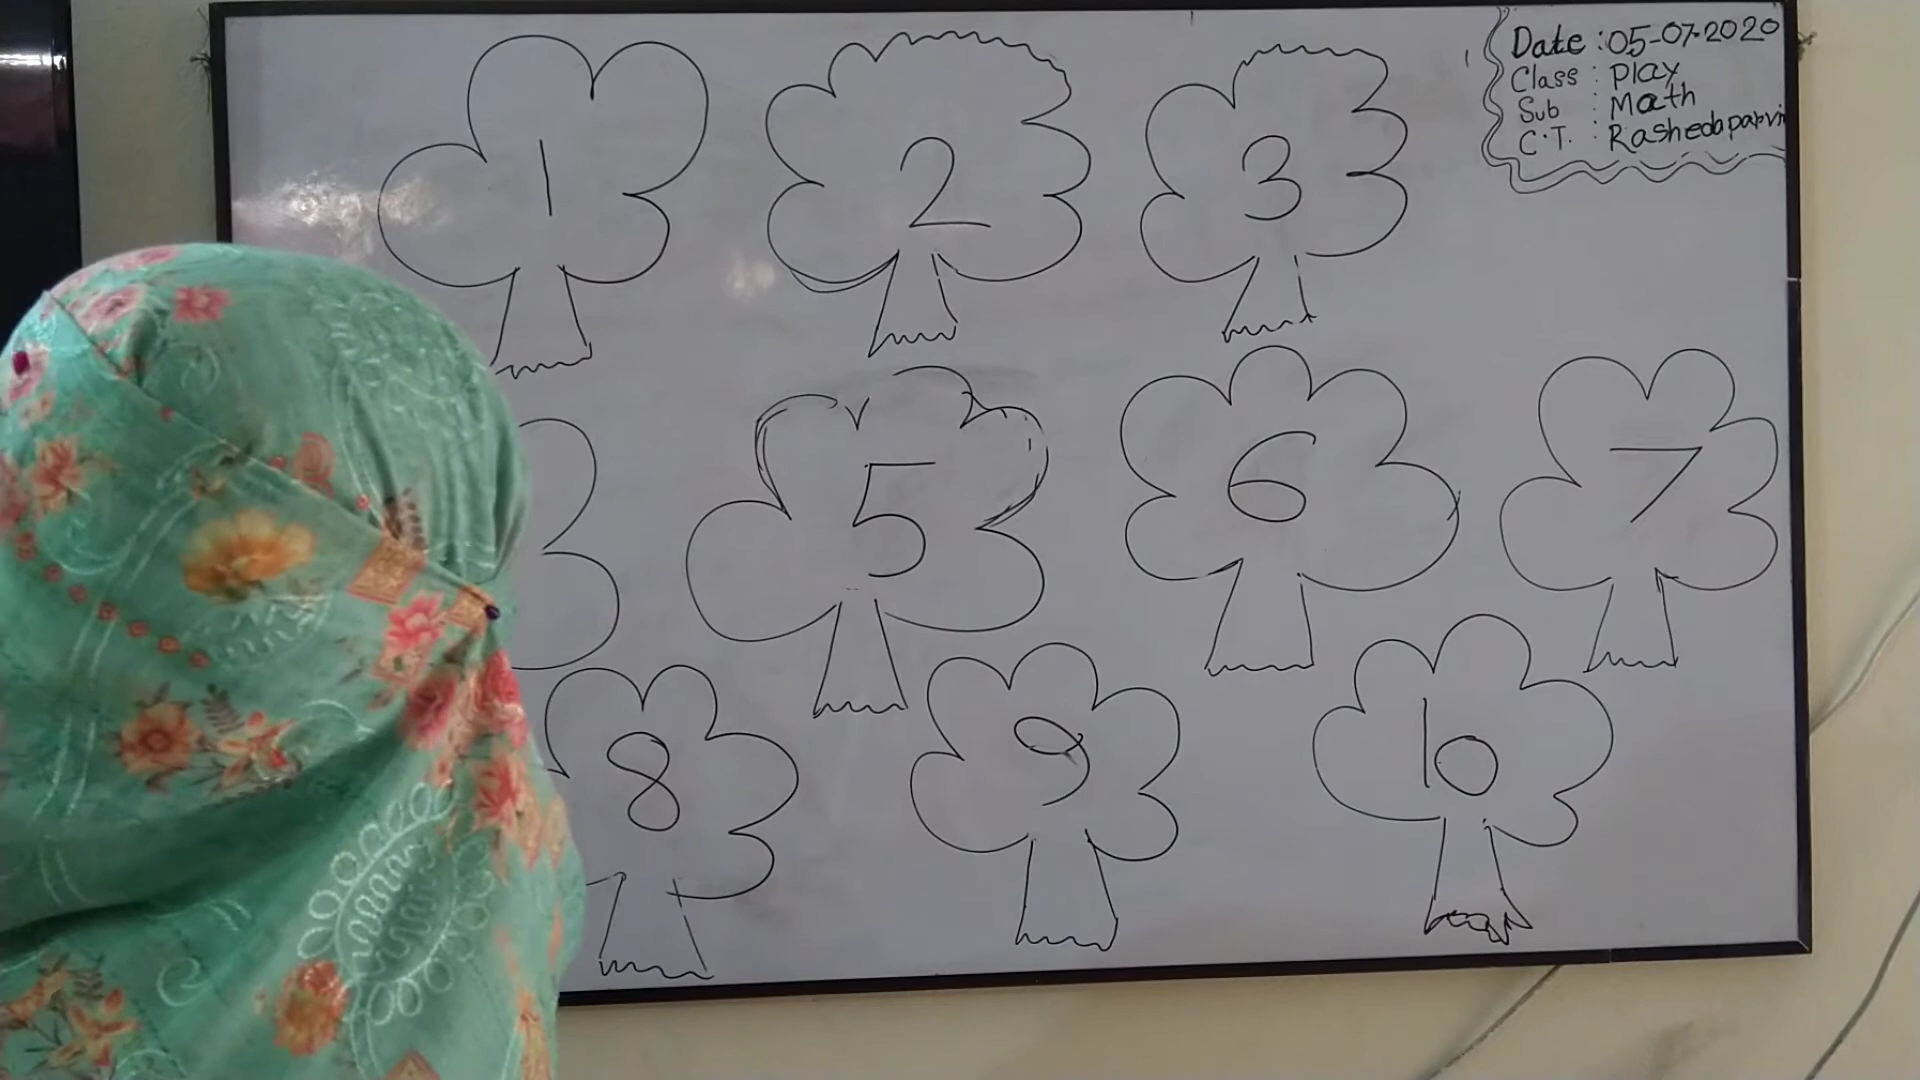 Date : 05-07-2020
Class : Play
Sub : Math
C.T. : Rasheda parvin
1 2 3
5 6 7
8 9 10